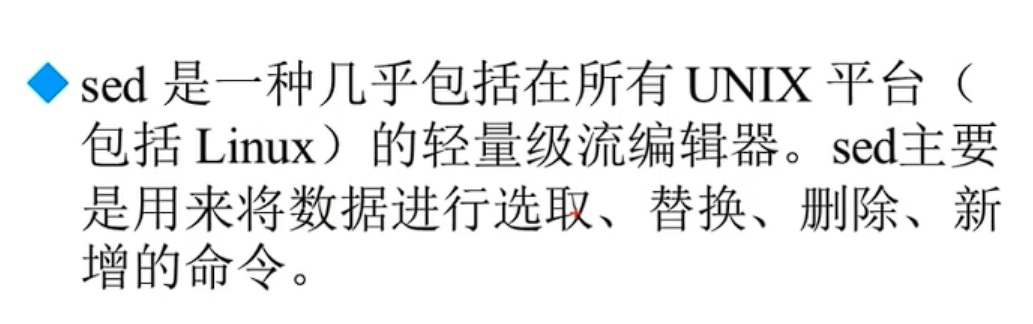 sed 是一种几乎包括在所有 UNIX 平台（
包括 Linux）的轻量级流编辑器。sed主要
是用来将数据进行选取、替换、删除、新
增的命令。